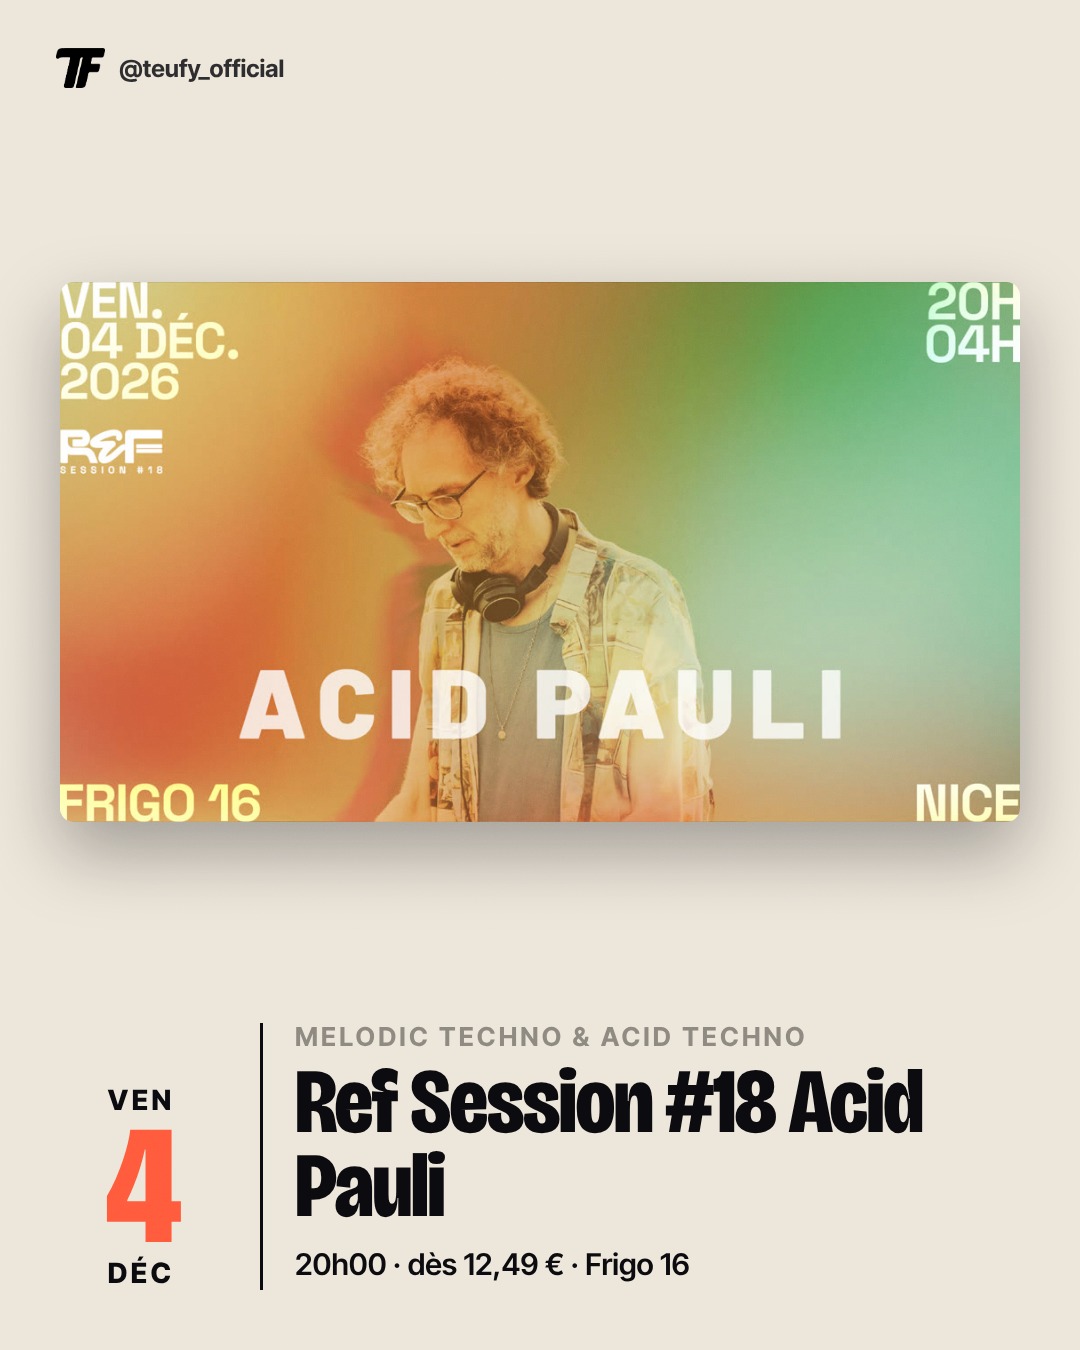 TF @teufy_official
VEN.
04 DÉC.
2026
20H
04H
REF
SESSION #18
ACID PAULI
FRIGO 16
NICE
VEN
4
DÉC
MELODIC TECHNO & ACID TECHNO
Ref Session #18 Acid
Pauli
20h00 · dès 12,49 € · Frigo 16